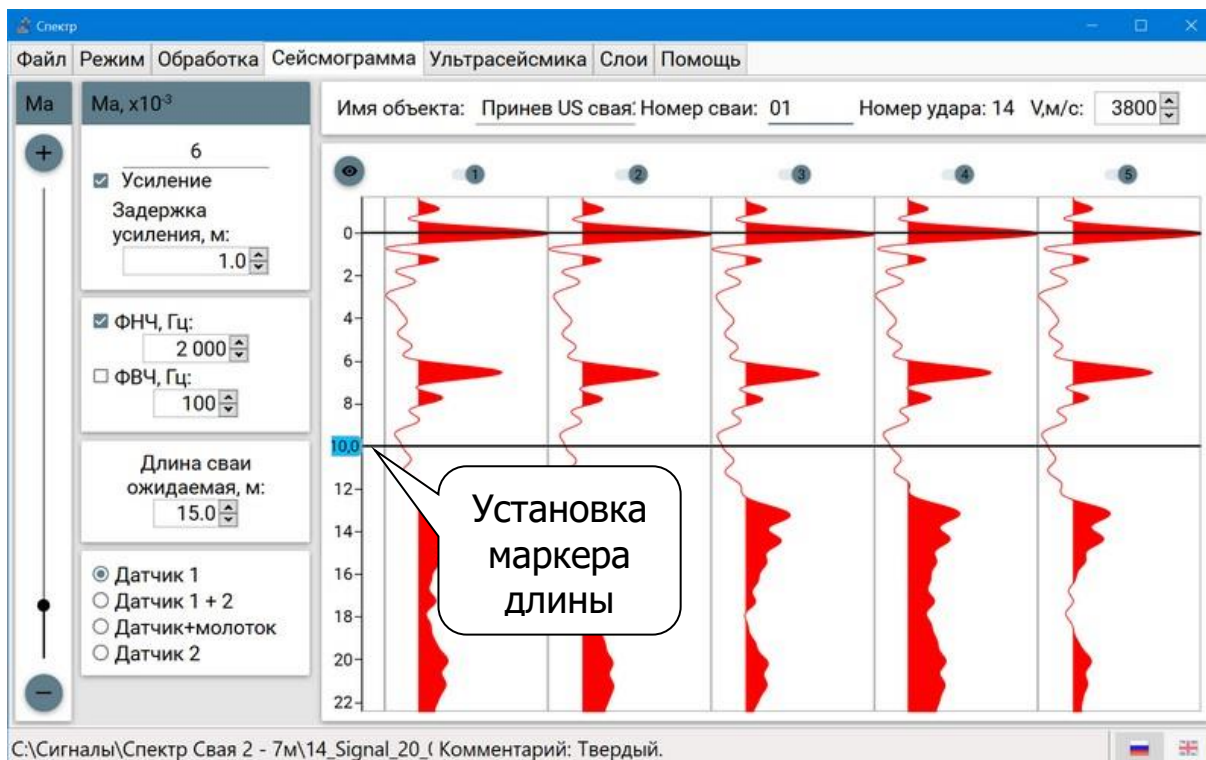 Спектр
Файл Режим Обработка Сейсмограмма Ультрасейсмика Слои Помощь
Ma
Ma, x10⁻³
6
Усиление
Задержка
усиления, м:
1.0
ФНЧ, Гц:
2 000
ФВЧ, Гц:
100
Длина сваи
ожидаемая, м:
15.0
Датчик 1
Датчик 1 + 2
Датчик+молоток
Датчик 2
Имя объекта: Принев US свая: Номер сваи: 01 Номер удара: 14 V,м/с: 3800
1 2 3 4 5
0
2
4
6
8
10,0
12
14
16
18
20
22
Установка
маркера
длины
C:\Сигналы\Спектр Свая 2 - 7м\14_Signal_20_( Комментарий: Твердый.